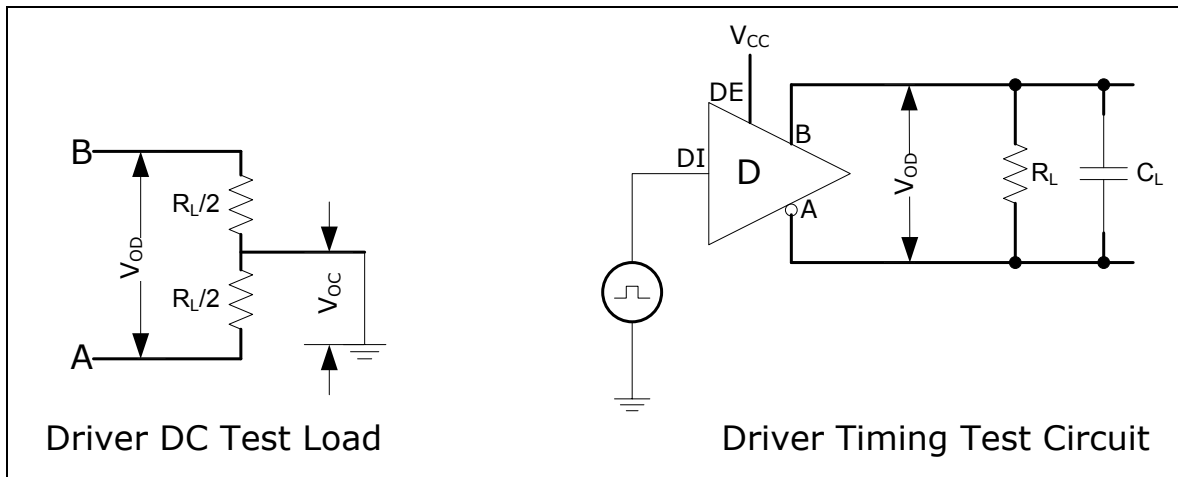 B
R_L/2
V_OD
R_L/2
V_OC
A
Driver DC Test Load
V_CC
DE
B
DI
D
A
V_OD
R_L
C_L
Driver Timing Test Circuit